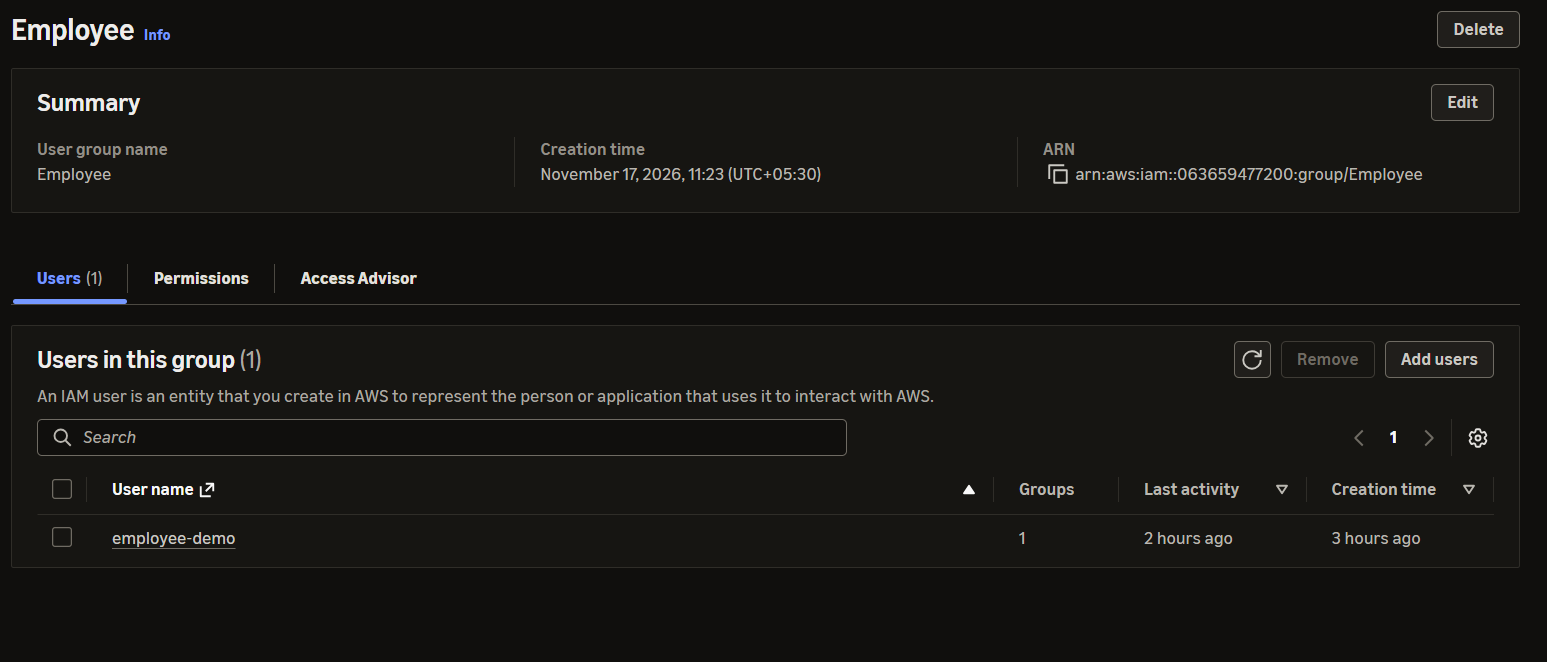 Employee Info
Delete
Summary
Edit
User group name
Employee
Creation time
November 17, 2026, 11:23 (UTC+05:30)
ARN
arn:aws:iam::063659477200:group/Employee
Users (1)
Permissions
Access Advisor
Users in this group (1)
Remove
Add users
An IAM user is an entity that you create in AWS to represent the person or application that uses it to interact with AWS.
Search
1
User name
Groups
Last activity
Creation time
employee-demo
1
2 hours ago
3 hours ago